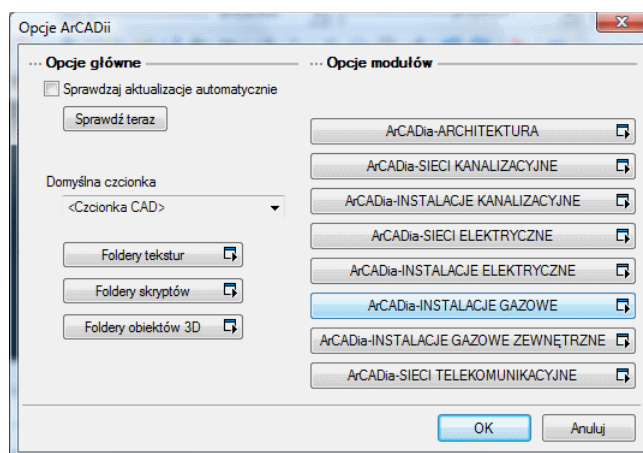 Opcje ArCADii
Opcje główne
Sprawdzaj aktualizacje automatycznie
Sprawdź teraz
Domyślna czcionka
<Czcionka CAD>
Foldery tekstur
Foldery skryptów
Foldery obiektów 3D
Opcje modułów
ArCADia-ARCHITEKTURA
ArCADia-SIECI KANALIZACYJNE
ArCADia-INSTALACJE KANALIZACYJNE
ArCADia-SIECI ELEKTRYCZNE
ArCADia-INSTALACJE ELEKTRYCZNE
ArCADia-INSTALACJE GAZOWE
ArCADia-INSTALACJE GAZOWE ZEWNĘTRZNE
ArCADia-SIECI TELEKOMUNIKACYJNE
OK
Anuluj